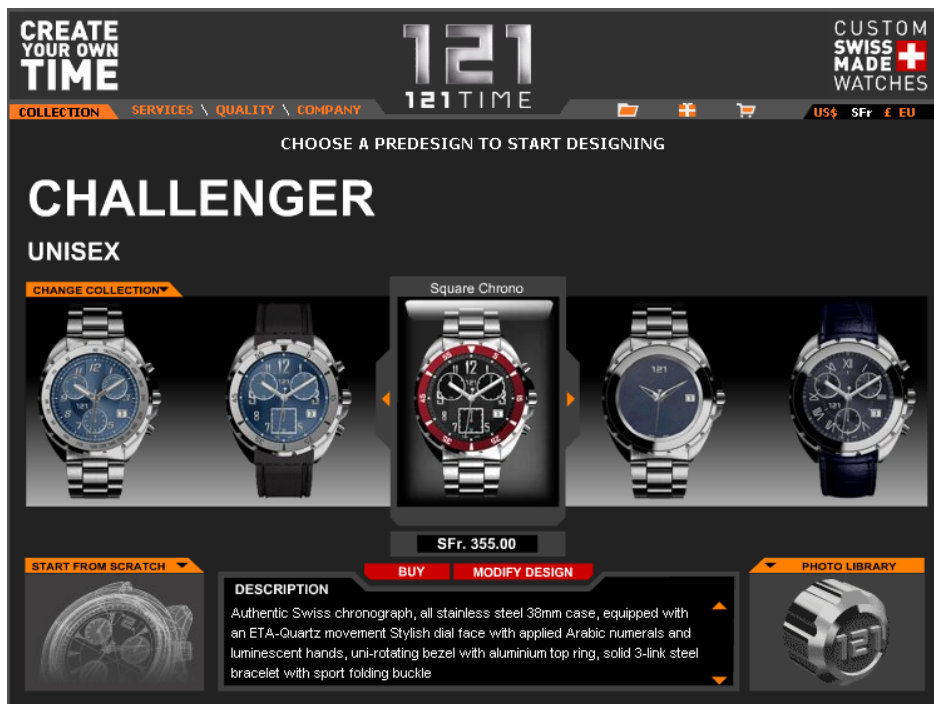 CREATE
YOUR OWN
TIME
121
121TIME
CUSTOM
SWISS
MADE
WATCHES
COLLECTION SERVICES \ QUALITY \ COMPANY
US$ SFr £ EU
CHOOSE A PREDESIGN TO START DESIGNING
CHALLENGER
UNISEX
CHANGE COLLECTION
Square Chrono
SFr. 355.00
START FROM SCRATCH
BUY MODIFY DESIGN
PHOTO LIBRARY
DESCRIPTION
Authentic Swiss chronograph, all stainless steel 38mm case, equipped with
an ETA-Quartz movement Stylish dial face with applied Arabic numerals and
luminescent hands, uni-rotating bezel with aluminium top ring, solid 3-link steel
bracelet with sport folding buckle
121